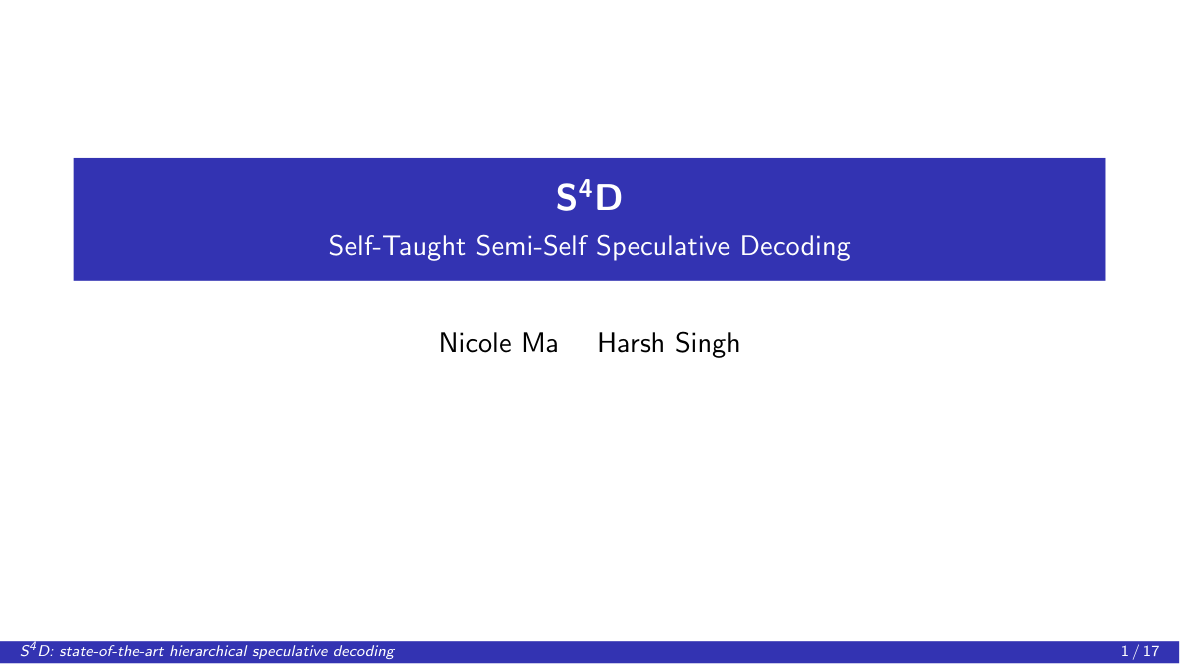 S⁴D
Self-Taught Semi-Self Speculative Decoding
Nicole Ma Harsh Singh
S⁴D: state-of-the-art hierarchical speculative decoding
1 / 17